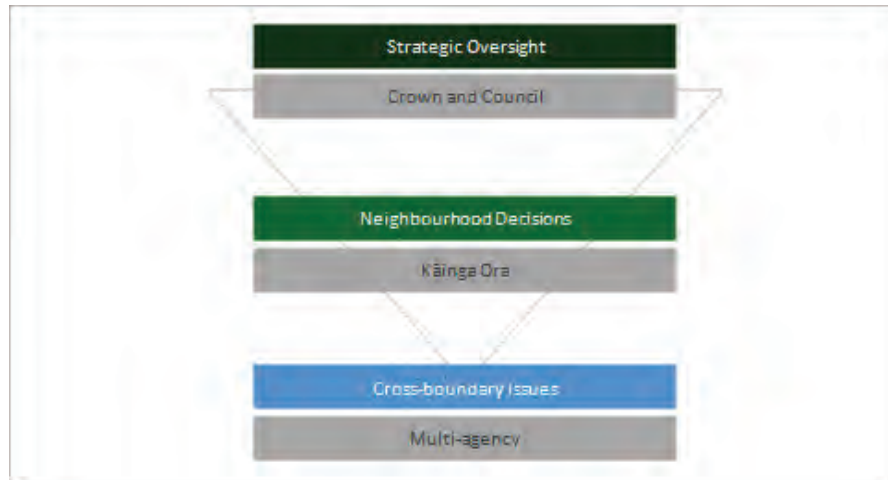 Strategic Oversight
Crown and Council
Neighbourhood Decisions
Kāinga Ora
Cross-boundary Issues
Multi-agency